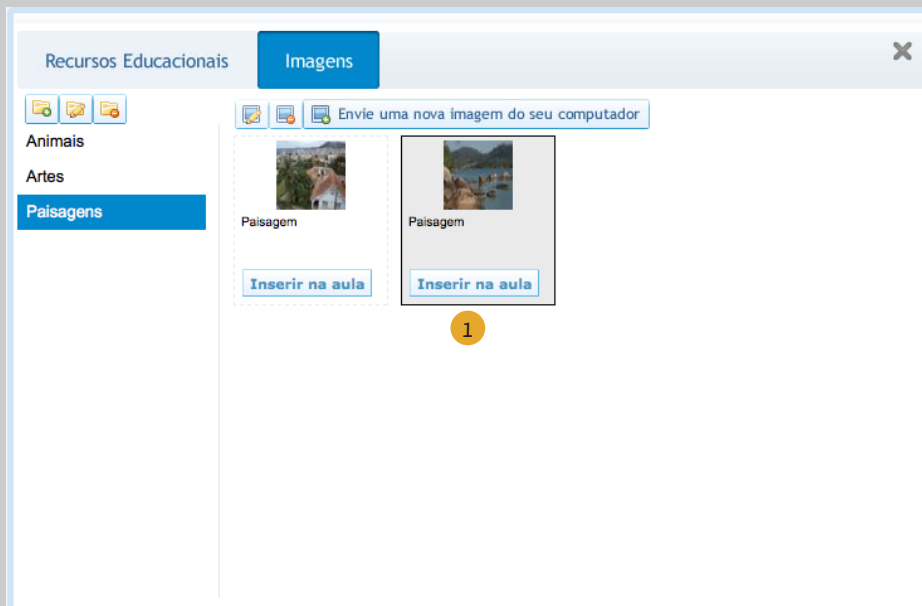 Recursos Educacionais
Imagens
Envie uma nova imagem do seu computador
Animais
Artes
Paisagens
Paisagem
Paisagem
Inserir na aula
Inserir na aula
1